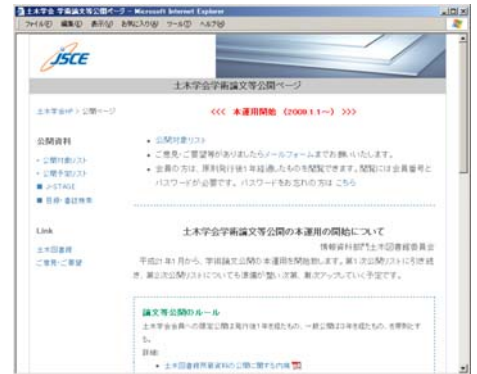 土木学会 学術論文等公開ページ - Microsoft Internet Explorer
ファイル(F) 編集(E) 表示(V) お気に入り(A) ツール(T) ヘルプ(H)
JSCE
土木学会学術論文等公開ページ
土木学会HP > 公開ページ
<<< 本運用開始 (2009.1.1~) >>>
公開資料
公開対象リスト
公開予定リスト
J-STAGE
目録・書誌検索
Link
土木図書館
ご意見・ご要望
公開対象リスト
ご意見・ご要望等がありましたらメールフォームまでお願いいたします。
会員の方は、原則発行後1年経過したものを閲覧できます。閲覧には会員番号と
パスワードが必要です。パスワードをお忘れの方は こちら
土木学会学術論文等公開の本運用の開始について
情報資料部門土木図書館委員会
平成21年1月から、学術論文公開の本運用を開始致します。第1次公開リストに引き続
き、第2次公開リストについても準備が整い次第、順次アップしていく予定です。
論文等公開のルール
土木学会会員への限定公開は発行後1年を経たもの、一般公開は3年を経たもの、を原則とす
る。
詳細:
土木図書館所蔵資料の公開に関する内規